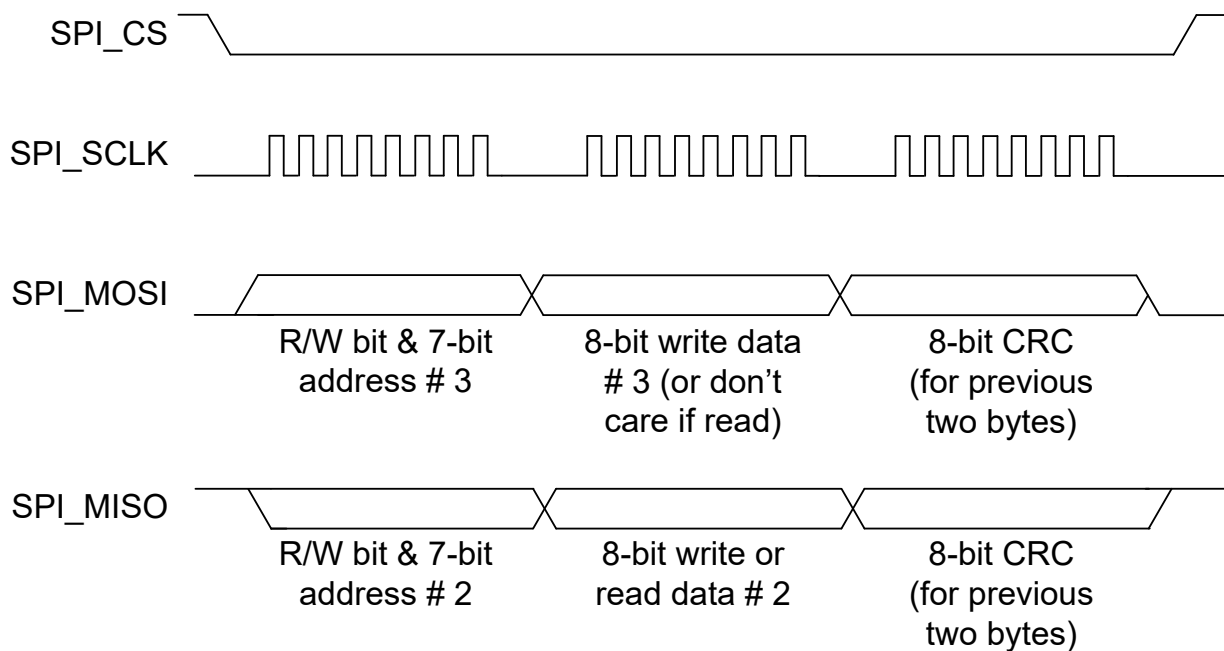 SPI_CS
SPI_SCLK
SPI_MOSI
R/W bit & 7-bit
address # 3
8-bit write data
# 3 (or don’t
care if read)
8-bit CRC
(for previous
two bytes)
SPI_MISO
R/W bit & 7-bit
address # 2
8-bit write or
read data # 2
8-bit CRC
(for previous
two bytes)